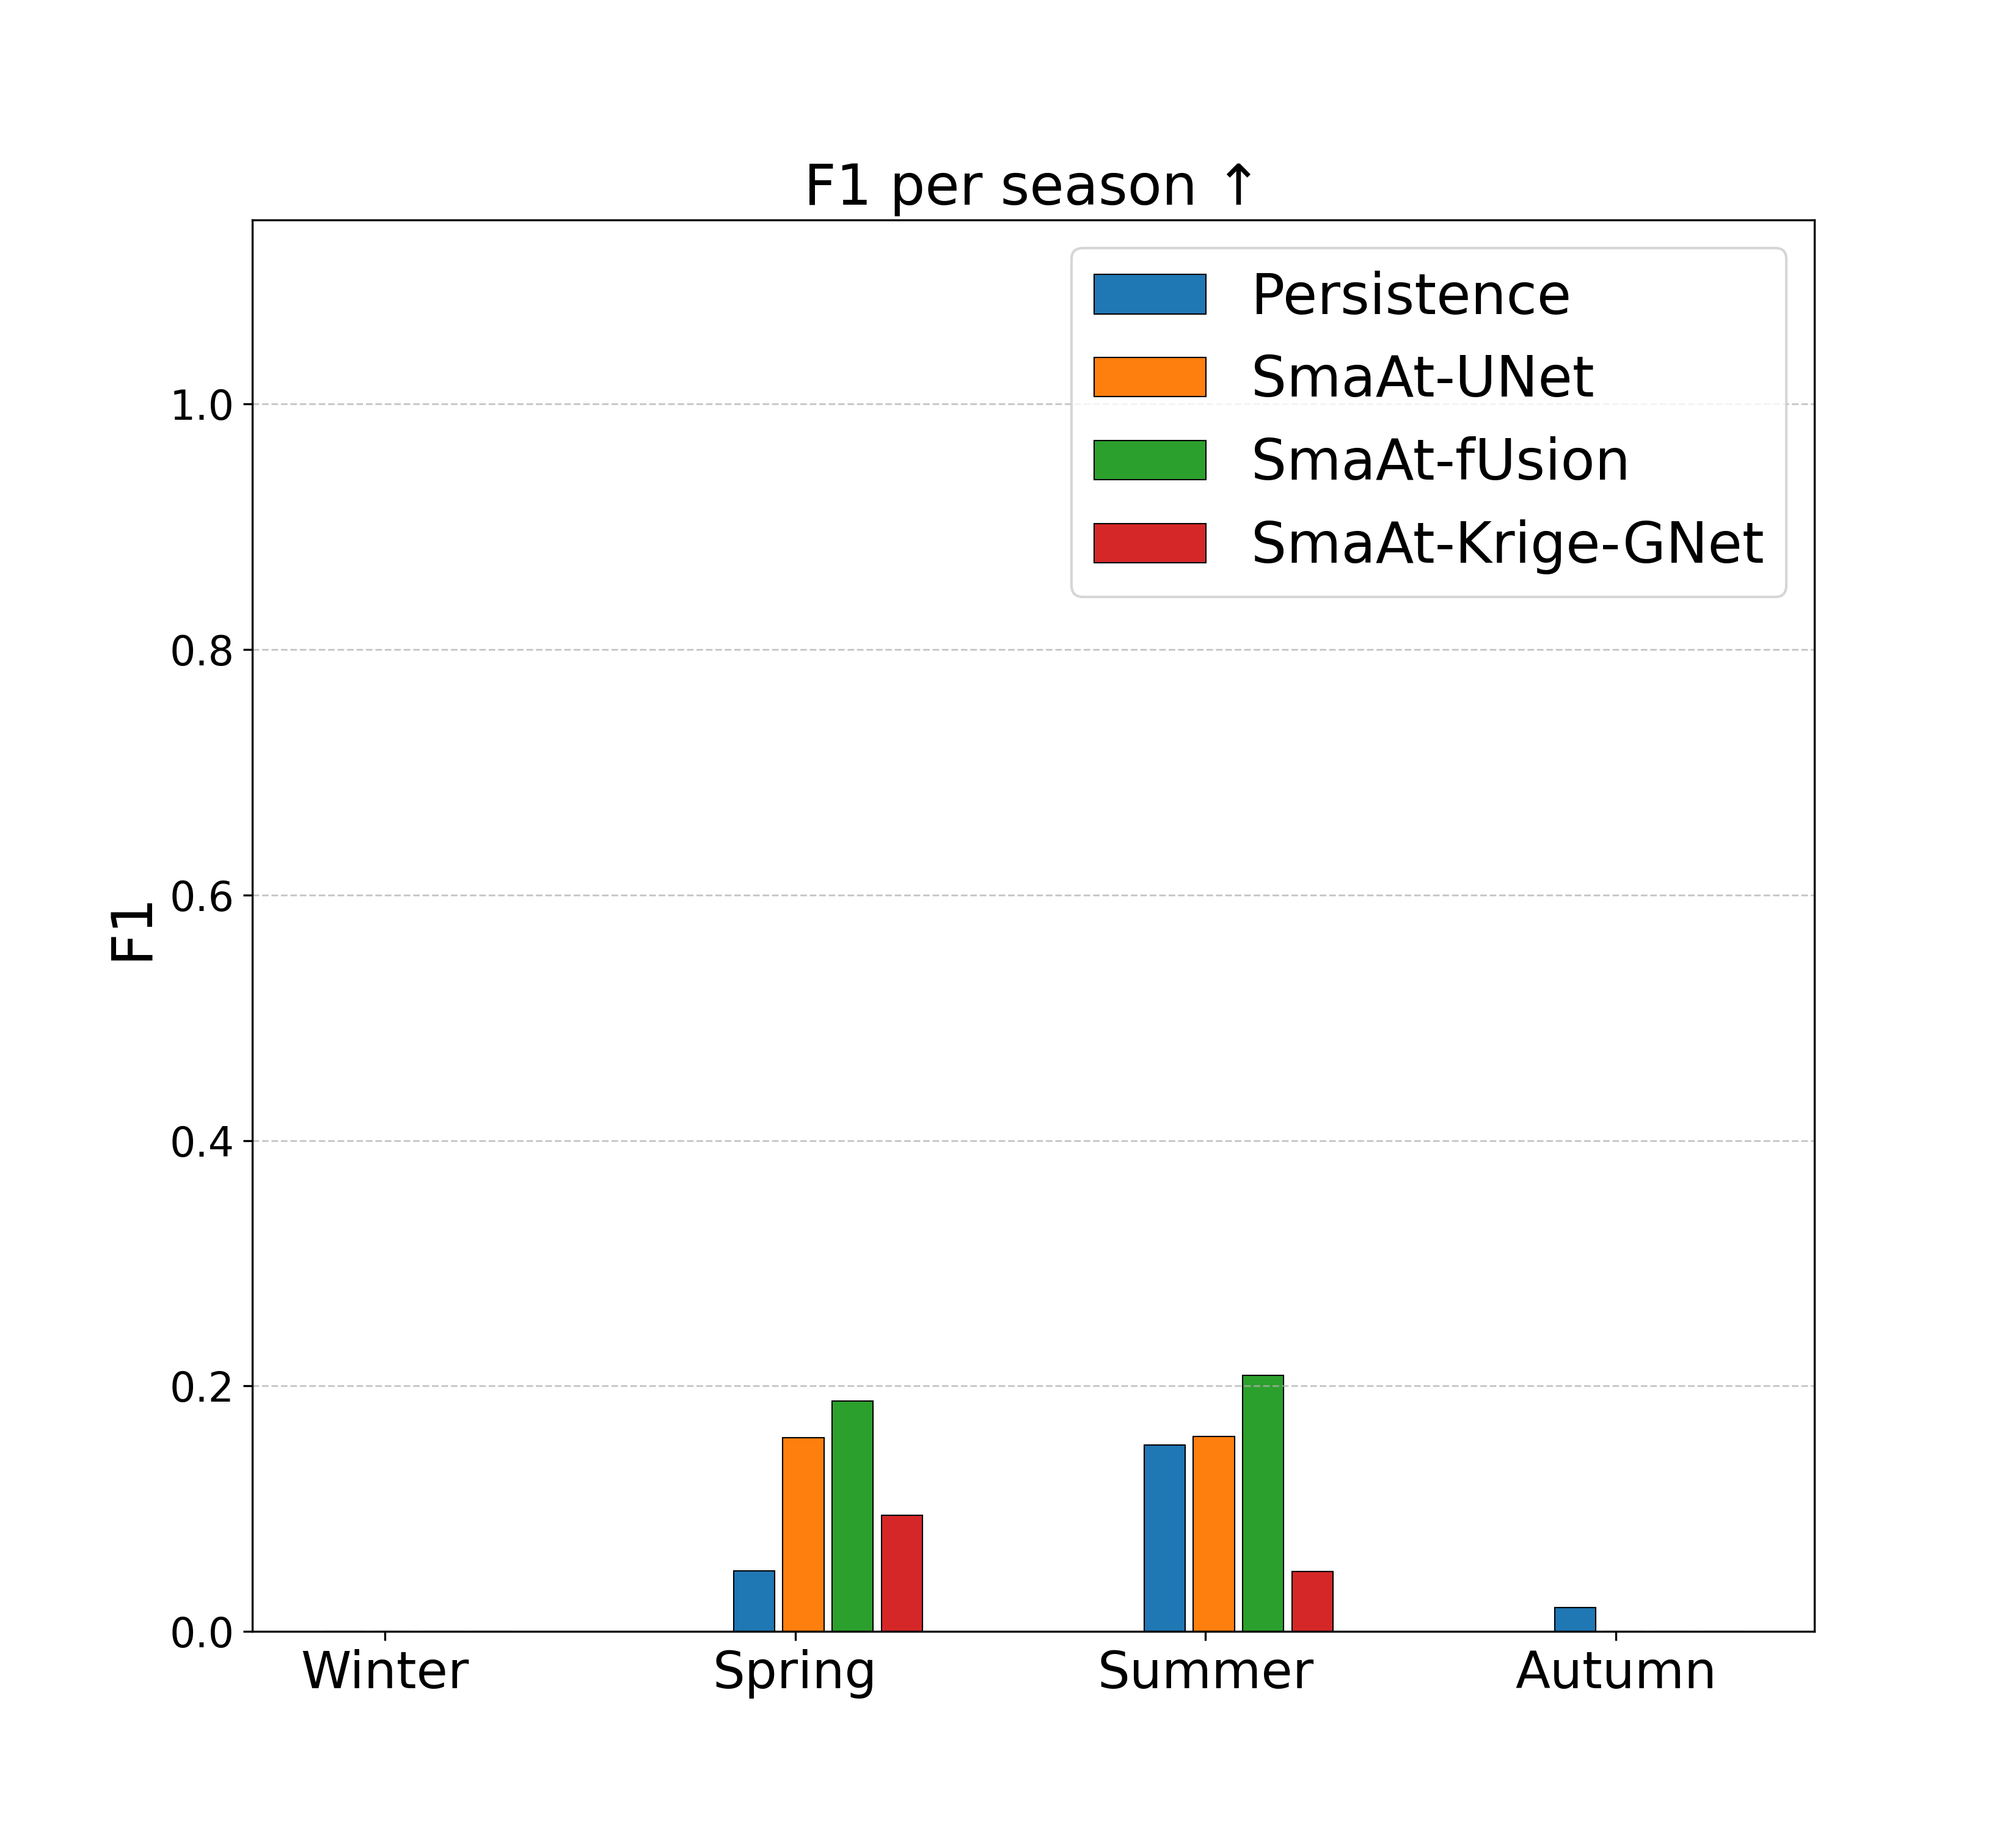 F1 per season ↑
Persistence
SmaAt-UNet
SmaAt-fUsion
SmaAt-Krige-GNet
F1
1.0
0.8
0.6
0.4
0.2
0.0
Winter Spring Summer Autumn